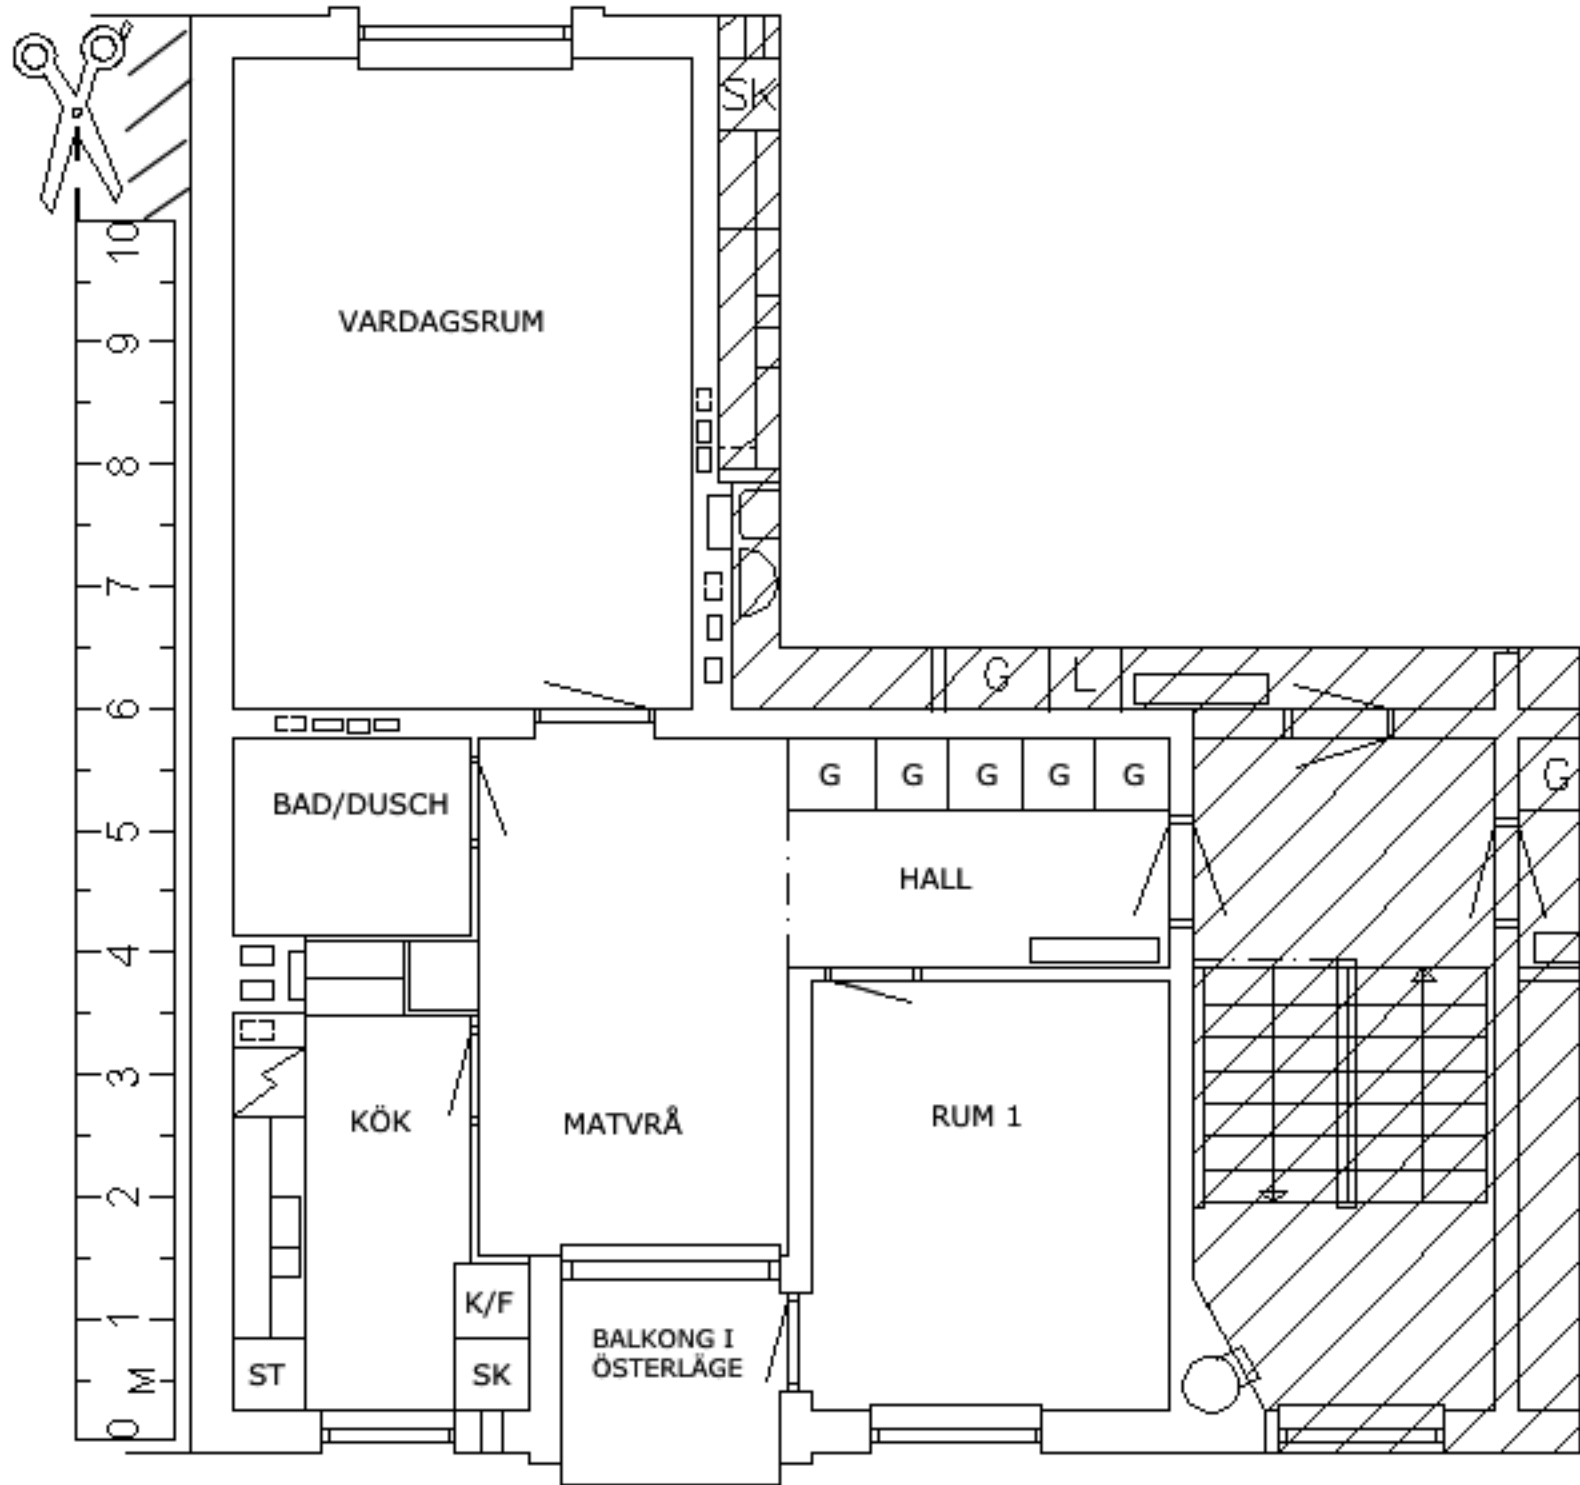 SK
10
VARDAGSRUM
9
8
7
G L
6
G G G G G G
BAD/DUSCH
5
HALL
4
3
KÖK
MATVRÅ
RUM 1
2
K/F
1
BALKONG I
ÖSTERLÄGE
ST
M
SK
0